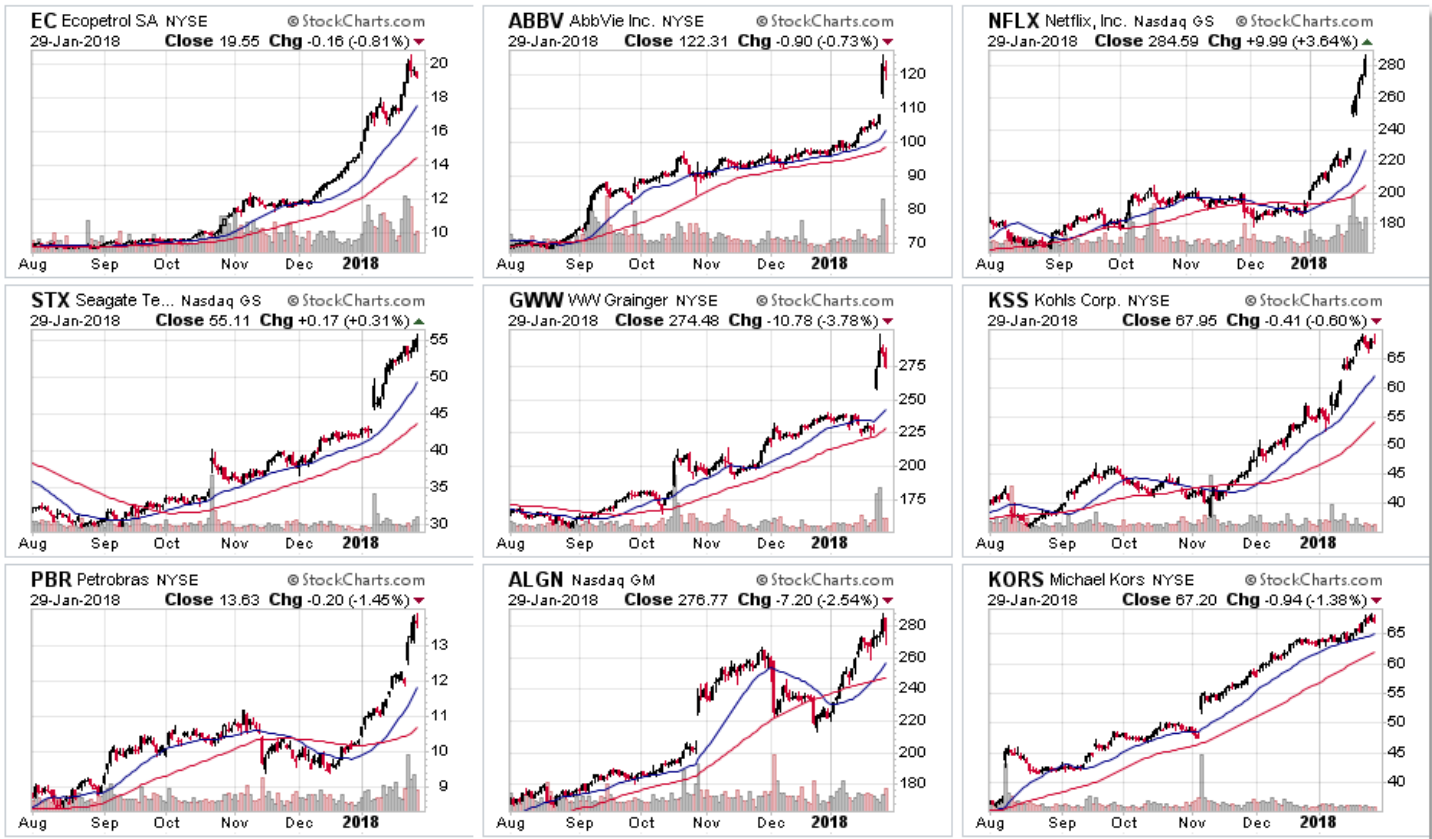 EC Ecopetrol SA NYSE © StockCharts.com
29-Jan-2018 Close 19.55 Chg -0.16 (-0.81%)
20
18
16
14
12
10
Aug Sep Oct Nov Dec 2018
ABBV AbbVie Inc. NYSE © StockCharts.com
29-Jan-2018 Close 122.31 Chg -0.90 (-0.73%)
120
110
100
90
80
70
Aug Sep Oct Nov Dec 2018
NFLX Netflix, Inc. Nasdaq GS © StockCharts.com
29-Jan-2018 Close 284.59 Chg +9.99 (+3.64%)
280
260
240
220
200
180
Aug Sep Oct Nov Dec 2018
STX Seagate Te... Nasdaq GS © StockCharts.com
29-Jan-2018 Close 55.11 Chg +0.17 (+0.31%)
55
50
45
40
35
30
Aug Sep Oct Nov Dec 2018
GWW WW Grainger NYSE © StockCharts.com
29-Jan-2018 Close 274.48 Chg -10.78 (-3.78%)
275
250
225
200
175
Aug Sep Oct Nov Dec 2018
KSS Kohls Corp. NYSE © StockCharts.com
29-Jan-2018 Close 67.95 Chg -0.41 (-0.60%)
65
60
55
50
45
40
Aug Sep Oct Nov Dec 2018
PBR Petrobras NYSE © StockCharts.com
29-Jan-2018 Close 13.63 Chg -0.20 (-1.45%)
13
12
11
10
9
Aug Sep Oct Nov Dec 2018
ALGN Nasdaq GM © StockCharts.com
29-Jan-2018 Close 276.77 Chg -7.20 (-2.54%)
280
260
240
220
200
180
Aug Sep Oct Nov Dec 2018
KORS Michael Kors NYSE © StockCharts.com
29-Jan-2018 Close 67.20 Chg -0.94 (-1.38%)
65
60
55
50
45
40
Aug Sep Oct Nov Dec 2018